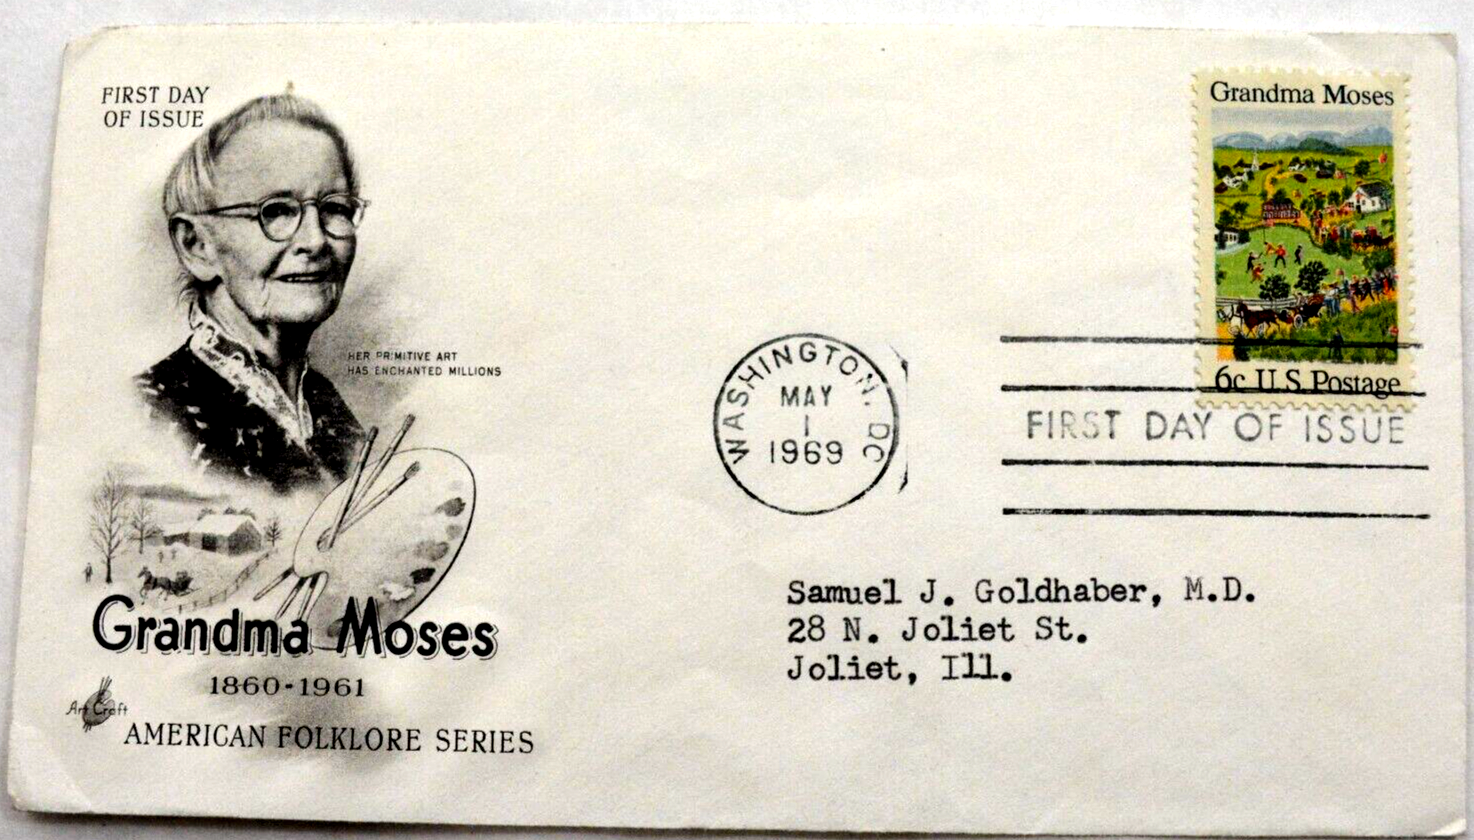 FIRST DAY
OF ISSUE
HER PRIMITIVE ART
HAS ENCHANTED MILLIONS
Grandma Moses
1860-1961
Art Craft
AMERICAN FOLKLORE SERIES
Grandma Moses
6c U.S. Postage
WASHINGTON, DC
MAY
1
1969
FIRST DAY OF ISSUE
Samuel J. Goldhaber, M.D.
28 N. Joliet St.
Joliet, Ill.